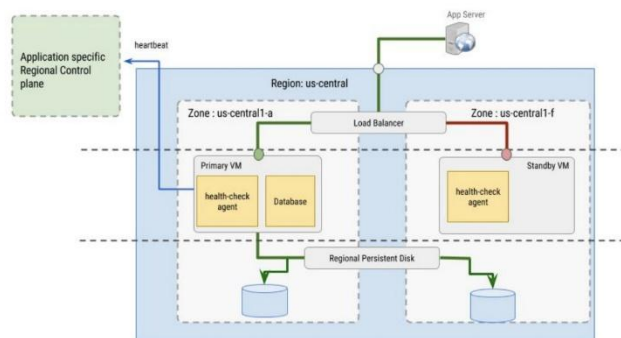 App Server
Application specific
Regional Control
plane
heartbeat
Region: us-central
Zone : us-central1-a
Zone : us-central1-f
Load Balancer
Primary VM
Standby VM
health-check
agent
Database
health-check
agent
Regional Persistent Disk